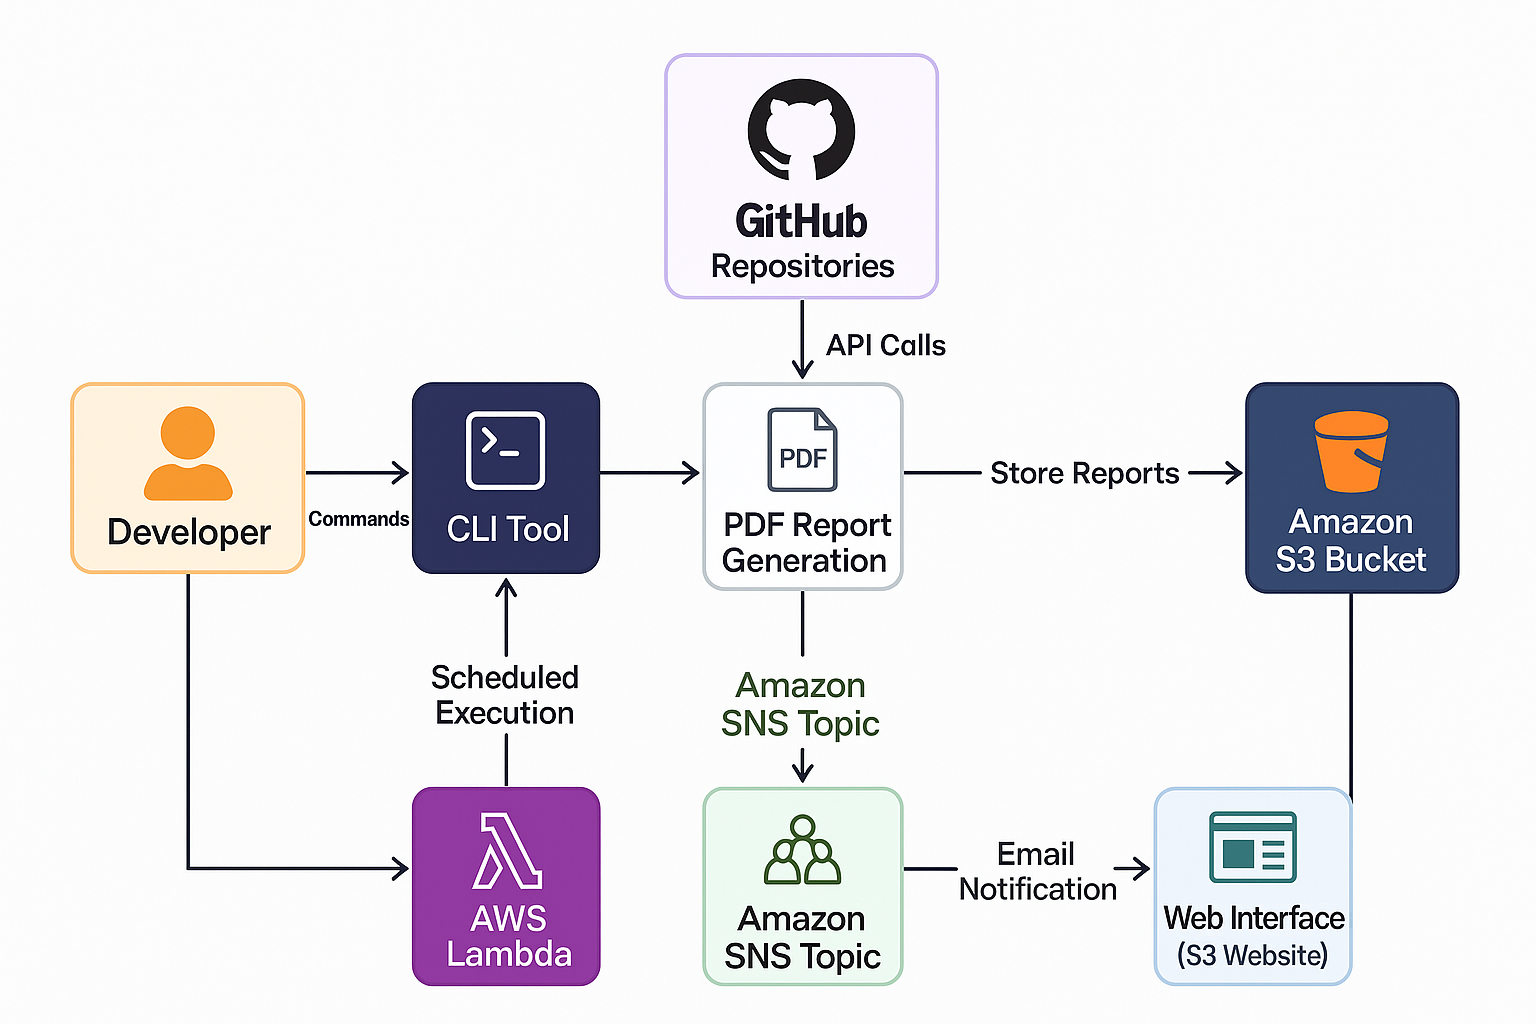 GitHub
Repositories
API Calls
Developer
Commands
>_
CLI Tool
PDF
PDF Report
Generation
Store Reports
Amazon
S3 Bucket
Scheduled
Execution
Amazon
SNS Topic
AWS
Lambda
Amazon
SNS Topic
Email
Notification
Web Interface
(S3 Website)